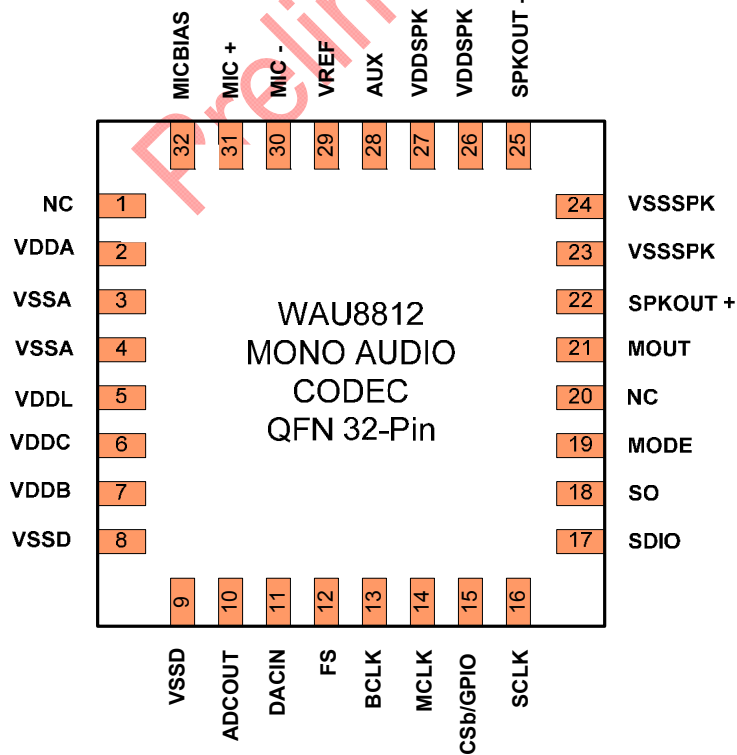 MICBIAS
MIC +
MIC -
VREF
AUX
VDDSPK
VDDSPK
SPKOUT -
32
31
30
29
28
27
26
25
NC 1
VDDA 2
VSSA 3
VSSA 4
VDDL 5
VDDC 6
VDDB 7
VSSD 8
WAU8812
MONO AUDIO
CODEC
QFN 32-Pin
24 VSSSPK
23 VSSSPK
22 SPKOUT +
21 MOUT
20 NC
19 MODE
18 SO
17 SDIO
9
10
11
12
13
14
15
16
VSSD
ADCOUT
DACIN
FS
BCLK
MCLK
CSb/GPIO
SCLK
Prelim